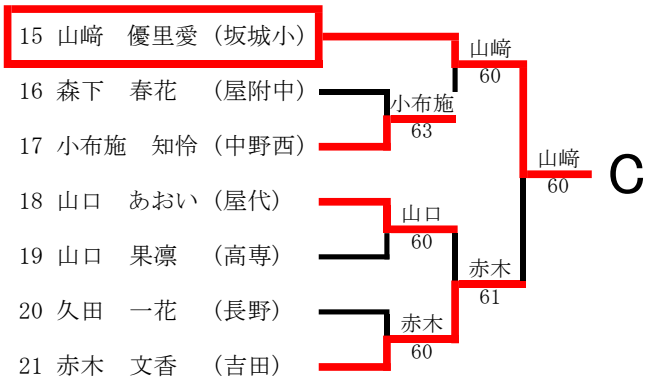 15 山﨑　優里愛（坂城小）
16 森下　春花　（屋附中）
17 小布施　知怜（中野西）
18 山口　あおい（屋代）
19 山口　果凛　（高専）
20 久田　一花　（長野）
21 赤木　文香　（吉田）
小布施
63
山口
60
赤木
60
山﨑
60
赤木
61
山﨑
60
C